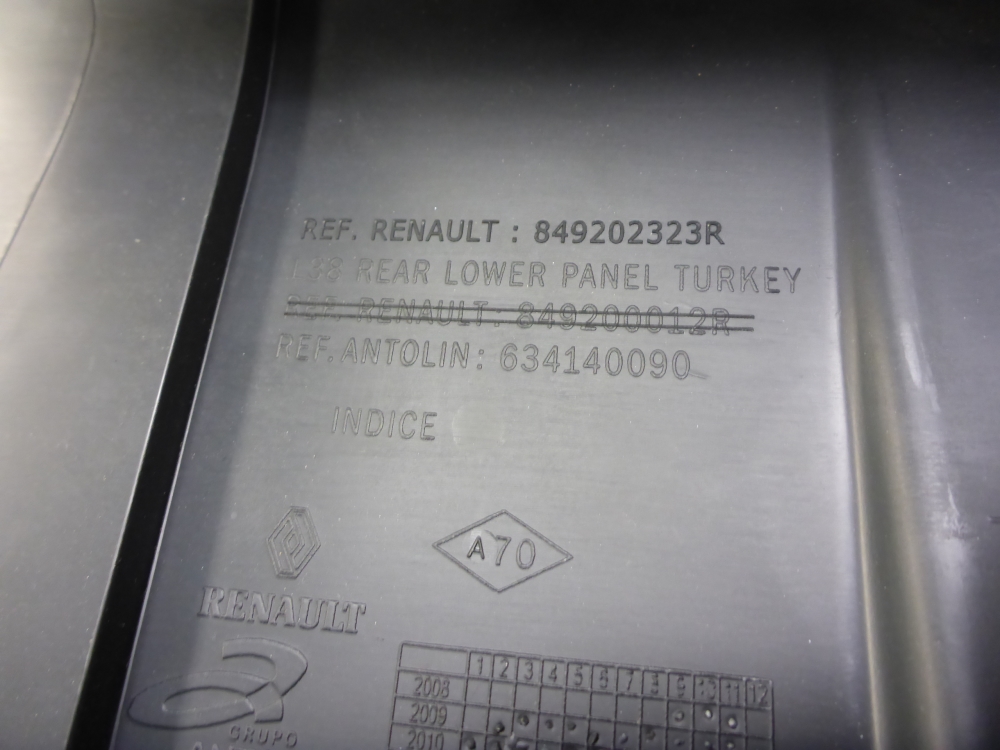 REF. RENAULT : 849202323R
L38 REAR LOWER PANEL TURKEY
REF. RENAULT: 849200012R
REF. ANTOLIN: 634140090
INDICE
A70
RENAULT
GRUPO
1 2 3 4 5 6 7 8 9 10 11 12
2008
2009
2010